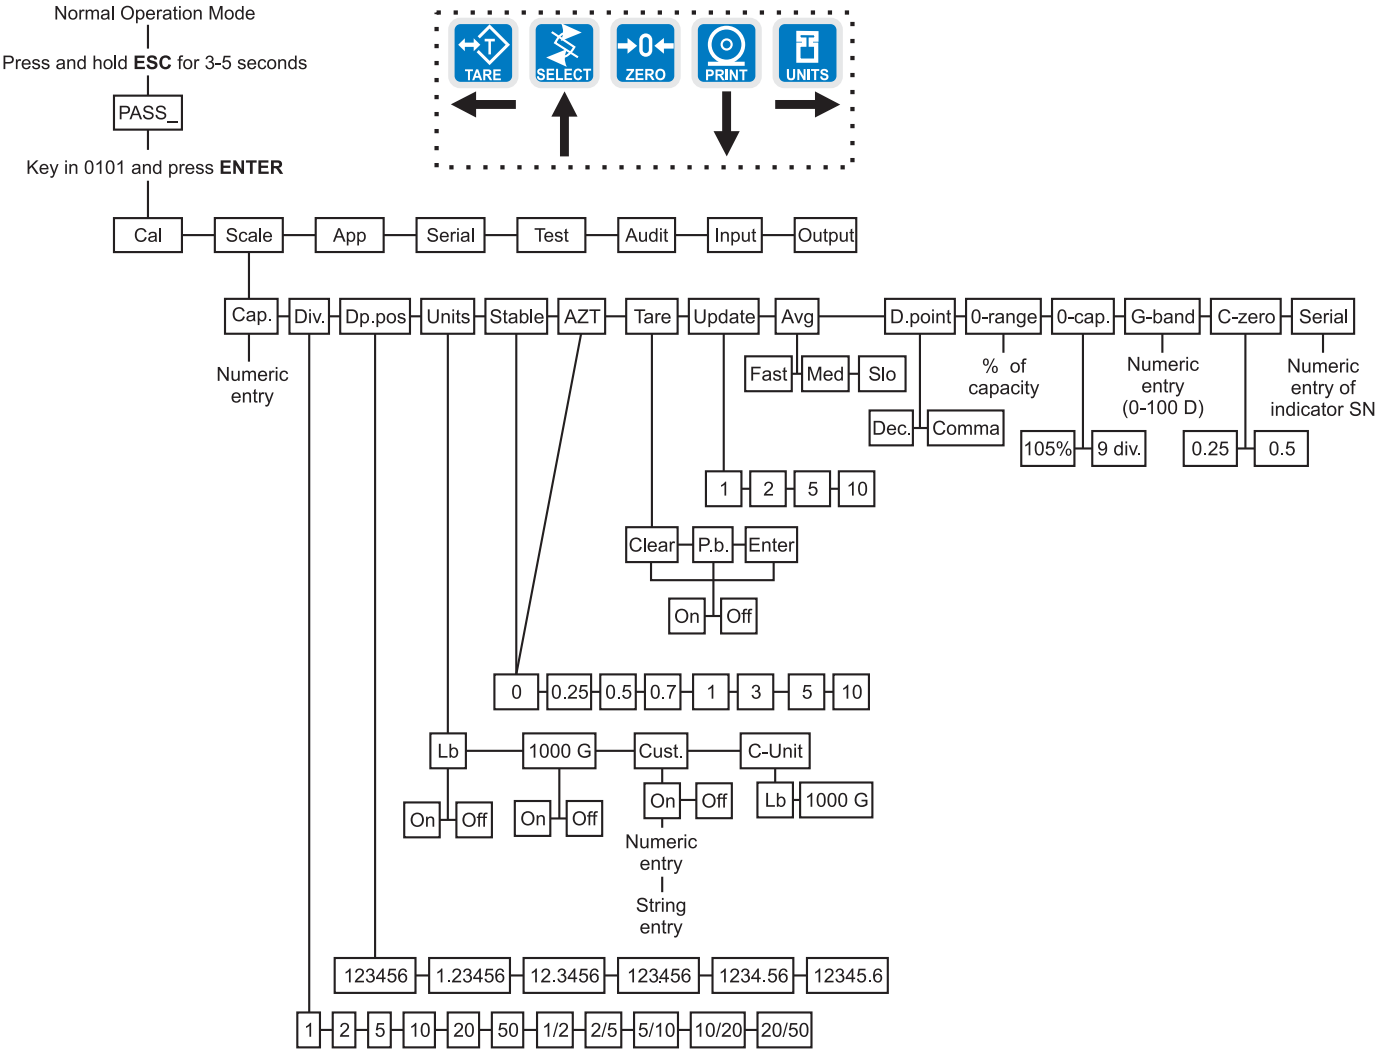 Normal Operation Mode
Press and hold ESC for 3-5 seconds
PASS_
Key in 0101 and press ENTER
TARE
SELECT
→0←
ZERO
PRINT
UNITS
Cal
Scale
App
Serial
Test
Audit
Input
Output
Cap.
Div.
Dp.pos
Units
Stable
AZT
Tare
Update
Avg
D.point
0-range
0-cap.
G-band
C-zero
Serial
Numeric
entry
Fast
Med
Slo
% of
capacity
Numeric
entry
(0-100 D)
Numeric
entry of
indicator SN
Dec.
Comma
105%
9 div.
0.25
0.5
1
2
5
10
Clear
P.b.
Enter
On
Off
0
0.25
0.5
0.7
1
3
5
10
Lb
1000 G
Cust.
C-Unit
On
Off
On
Off
On
Off
Lb
1000 G
Numeric
entry
String
entry
123456
1.23456
12.3456
123.456
1234.56
12345.6
1
2
5
10
20
50
1/2
2/5
5/10
10/20
20/50